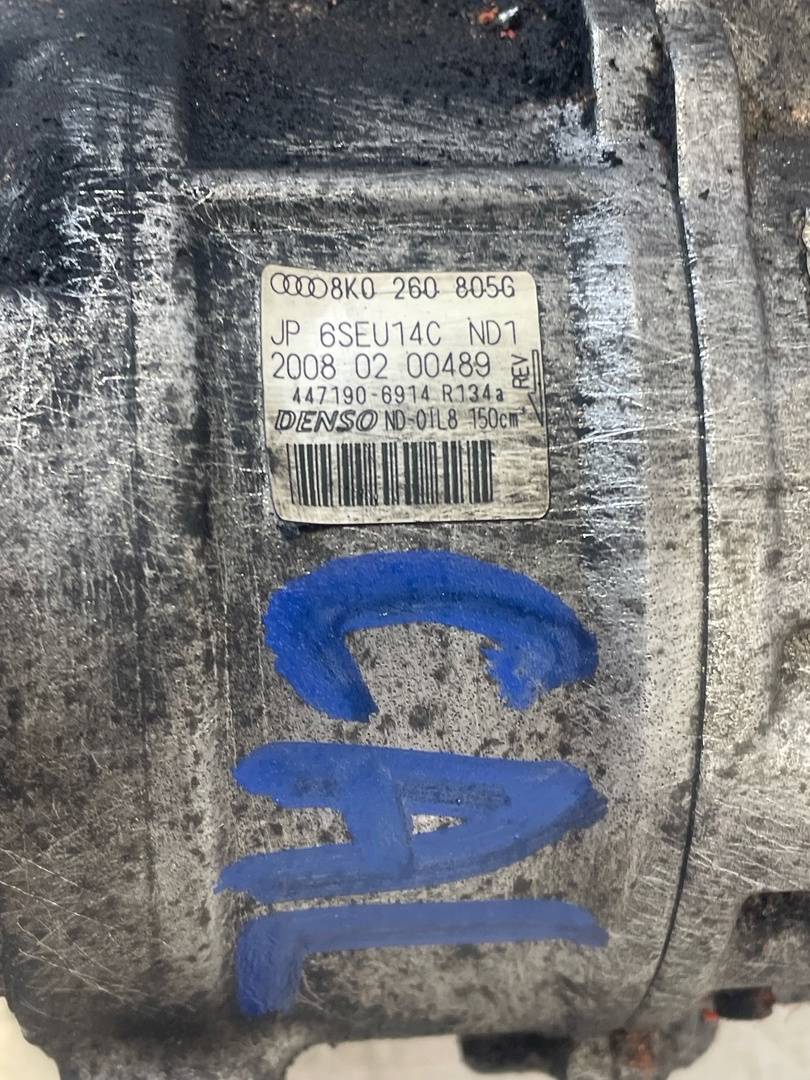 8K0 260 805G
JP 6SEU14C ND1
2008 02 00489
REV
447190-6914 R134a
DENSO ND-OIL8 150cm³
CAL